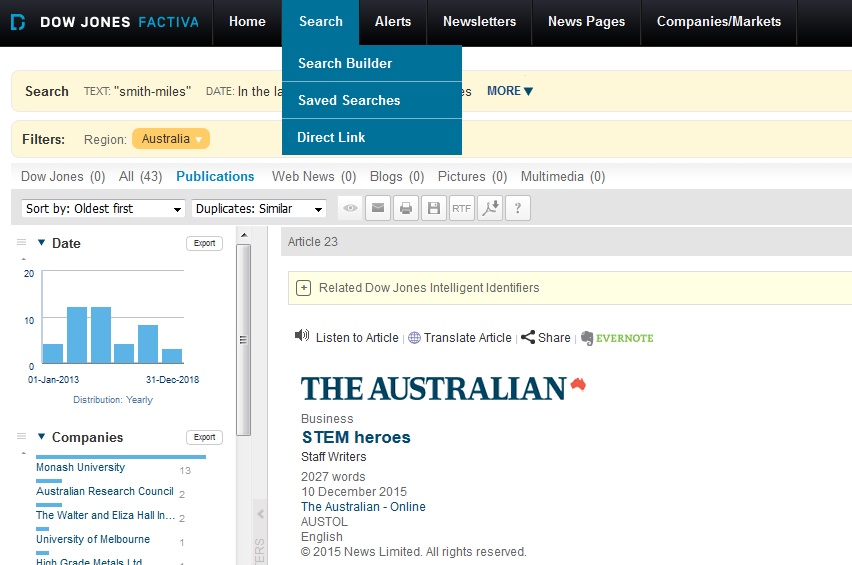 DOW JONES FACTIVA Home Search Alerts Newsletters News Pages Companies/Markets
Search Builder
Saved Searches
Direct Link
Search TEXT: "smith-miles" DATE: In the la es MORE ▼
Filters: Region: Australia
Dow Jones (0) All (43) Publications Web News (0) Blogs (0) Pictures (0) Multimedia (0)
Sort by: Oldest first Duplicates: Similar RTF ?
Date Export
20
10
0
01-Jan-2013 31-Dec-2018
Distribution: Yearly
Companies Export
Monash University 13
Australian Research Council 2
The Walter and Eliza Hall In... 2
University of Melbourne 1
High Grade Metals Ltd
ERS
Article 23
+ Related Dow Jones Intelligent Identifiers
Listen to Article | Translate Article | Share | EVERNOTE
THE AUSTRALIAN
Business
STEM heroes
Staff Writers
2027 words
10 December 2015
The Australian - Online
AUSTOL
English
© 2015 News Limited. All rights reserved.